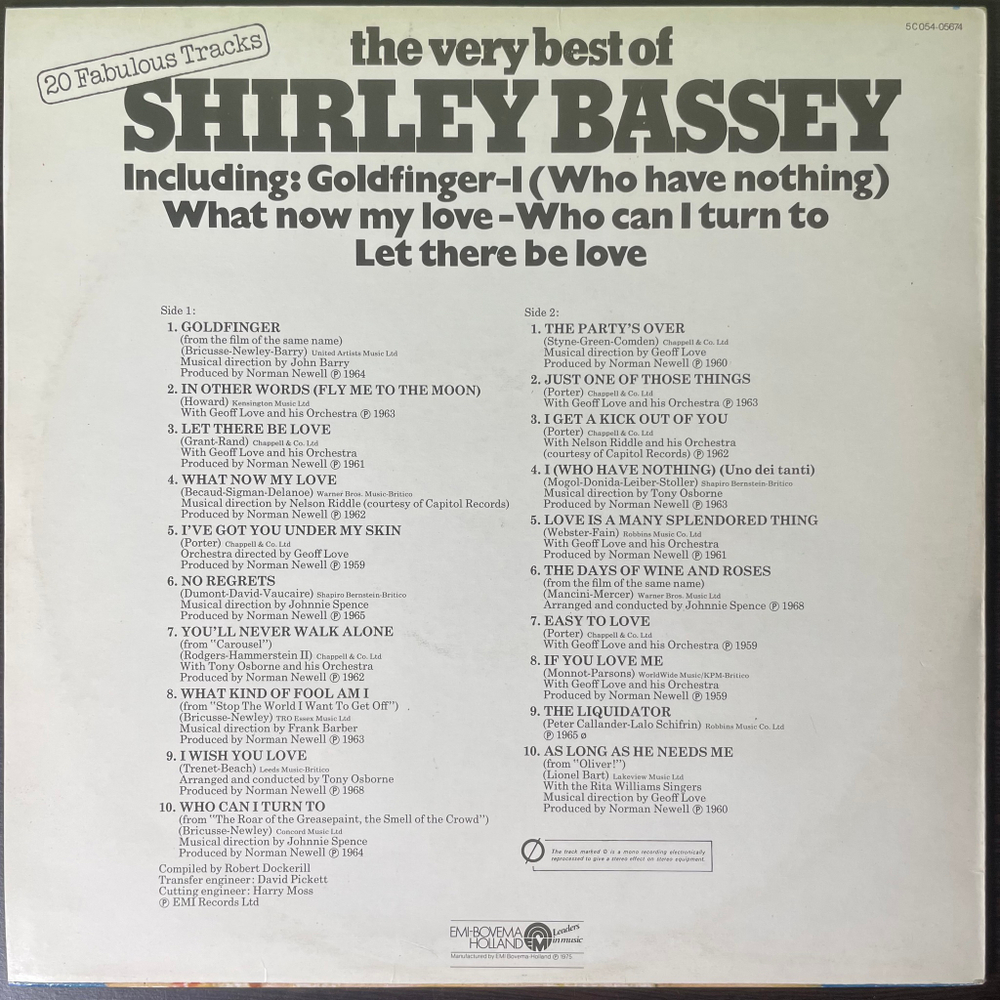 5C054-05674
20 Fabulous Tracks
the very best of
SHIRLEY BASSEY
Including: Goldfinger-I (Who have nothing)
What now my love-Who can I turn to
Let there be love
Side 1:
1. GOLDFINGER
(from the film of the same name)
(Bricusse-Newley-Barry) United Artists Music Ltd
Musical direction by John Barry
Produced by Norman Newell ℗ 1964
2. IN OTHER WORDS (FLY ME TO THE MOON)
(Howard) Kensington Music Ltd
With Geoff Love and his Orchestra ℗ 1963
3. LET THERE BE LOVE
(Grant-Rand) Chappell & Co. Ltd
With Geoff Love and his Orchestra
Produced by Norman Newell ℗ 1961
4. WHAT NOW MY LOVE
(Becaud-Sigman-Delanoe) Warner Bros. Music-Britico
Musical direction by Nelson Riddle (courtesy of Capitol Records)
Produced by Norman Newell ℗ 1962
5. I'VE GOT YOU UNDER MY SKIN
(Porter) Chappell & Co. Ltd
Orchestra directed by Geoff Love
Produced by Norman Newell ℗ 1959
6. NO REGRETS
(Dumont-David-Vaucaire) Shapiro Bernstein-Britico
Musical direction by Johnnie Spence
Produced by Norman Newell ℗ 1965
7. YOU'LL NEVER WALK ALONE
(from "Carousel")
(Rodgers-Hammerstein II) Chappell & Co. Ltd
With Tony Osborne and his Orchestra
Produced by Norman Newell ℗ 1962
8. WHAT KIND OF FOOL AM I
(from "Stop The World I Want To Get Off")
(Bricusse-Newley) TRO Essex Music Ltd
Musical direction by Frank Barber
Produced by Norman Newell ℗ 1963
9. I WISH YOU LOVE
(Trenet-Beach) Leeds Music-Britico
Arranged and conducted by Tony Osborne
Produced by Norman Newell ℗ 1968
10. WHO CAN I TURN TO
(from "The Roar of the Greasepaint, the Smell of the Crowd")
(Bricusse-Newley) Concord Music Ltd
Musical direction by Johnnie Spence
Produced by Norman Newell ℗ 1964
Compiled by Robert Dockerill
Transfer engineer: David Pickett
Cutting engineer: Harry Moss
℗ EMI Records Ltd
Side 2:
1. THE PARTY'S OVER
(Styne-Green-Comden) Chappell & Co. Ltd
Musical direction by Geoff Love
Produced by Norman Newell ℗ 1960
2. JUST ONE OF THOSE THINGS
(Porter) Chappell & Co. Ltd
With Geoff Love and his Orchestra ℗ 1963
3. I GET A KICK OUT OF YOU
(Porter) Chappell & Co. Ltd
With Nelson Riddle and his Orchestra
(courtesy of Capitol Records) ℗ 1962
4. I (WHO HAVE NOTHING) (Uno dei tanti)
(Mogol-Donida-Leiber-Stoller) Shapiro Bernstein-Britico
Musical direction by Tony Osborne
Produced by Norman Newell ℗ 1963
5. LOVE IS A MANY SPLENDORED THING
(Webster-Fain) Robbins Music Co. Ltd
With Geoff Love and his Orchestra
Produced by Norman Newell ℗ 1961
6. THE DAYS OF WINE AND ROSES
(from the film of the same name)
(Mancini-Mercer) Warner Bros. Music Ltd
Arranged and conducted by Johnnie Spence ℗ 1968
7. EASY TO LOVE
(Porter) Chappell & Co. Ltd
With Geoff Love and his Orchestra ℗ 1959
8. IF YOU LOVE ME
(Monnot-Parsons) WorldWide Music/KPM-Britico
With Geoff Love and his Orchestra
Produced by Norman Newell ℗ 1959
9. THE LIQUIDATOR
(Peter Callander-Lalo Schifrin) Robbins Music Co. Ltd
℗ 1965 ø
10. AS LONG AS HE NEEDS ME
(from "Oliver!")
(Lionel Bart) Lakeview Music Ltd
With the Rita Williams Singers
Musical direction by Geoff Love
Produced by Norman Newell ℗ 1960
Ø The track marked Ø is a mono recording electronically
reprocessed to give a stereo effect on stereo equipment.
EMI-BOVEMA
HOLLAND EMI Leaders
in music
Manufactured by EMI-Bovema-Holland ℗ 1975